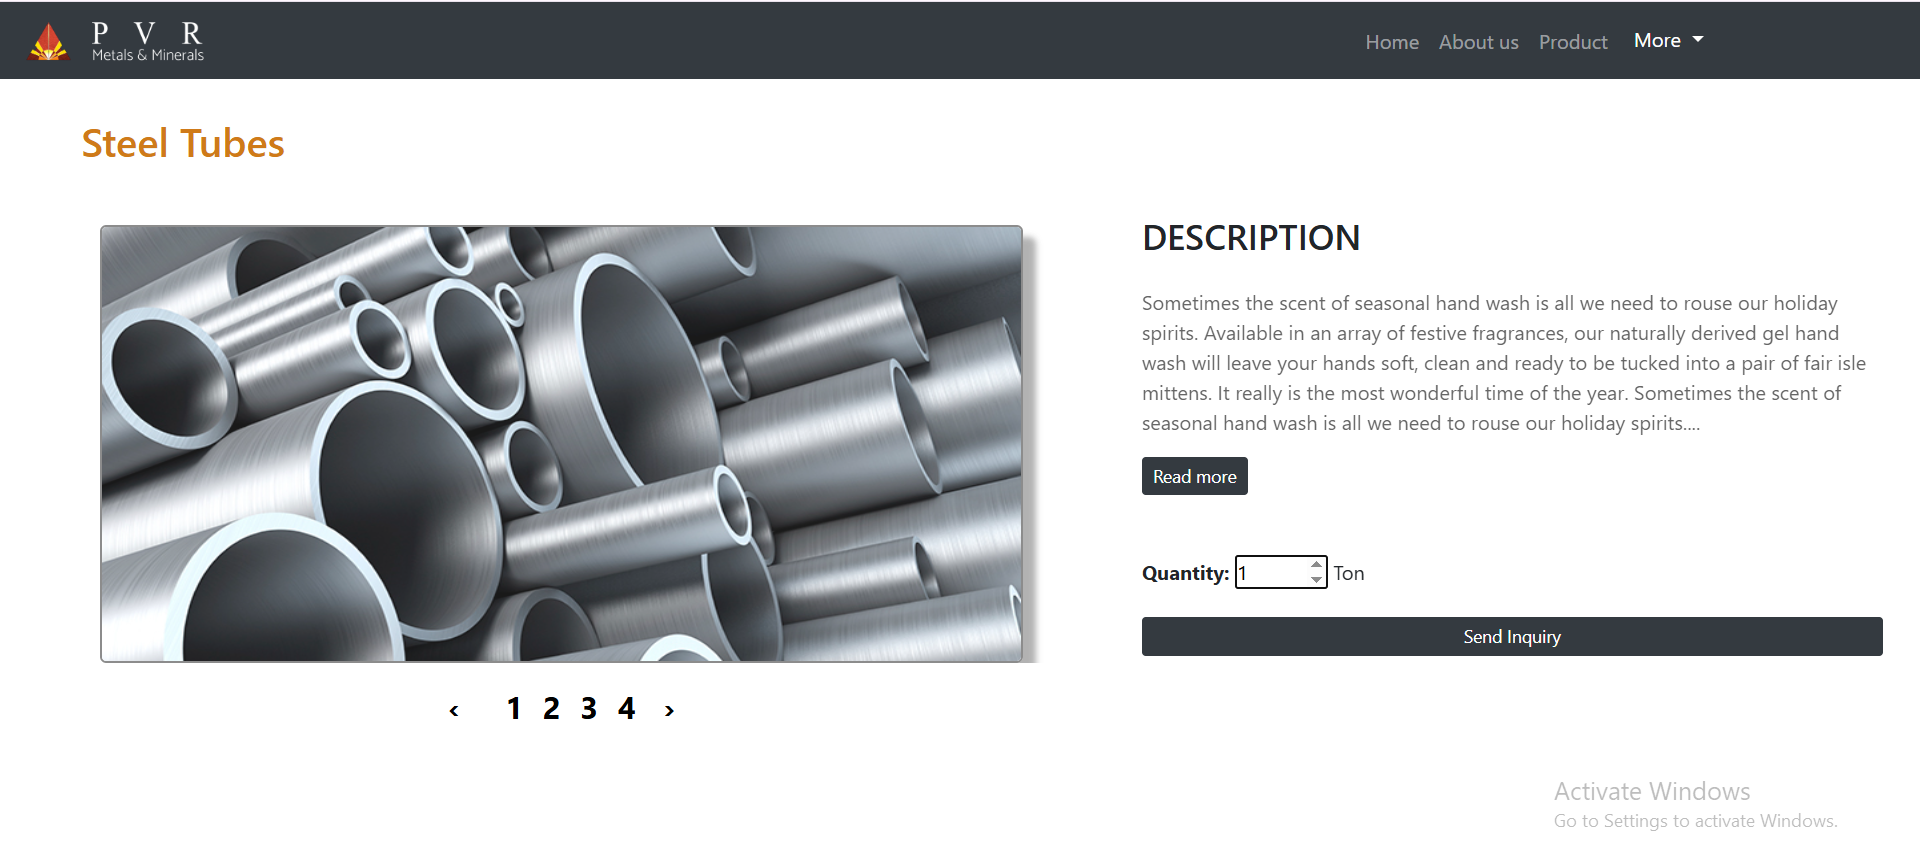 P V R
Metals & Minerals
Home About us Product More
Steel Tubes
DESCRIPTION
Sometimes the scent of seasonal hand wash is all we need to rouse our holiday
spirits. Available in an array of festive fragrances, our naturally derived gel hand
wash will leave your hands soft, clean and ready to be tucked into a pair of fair isle
mittens. It really is the most wonderful time of the year. Sometimes the scent of
seasonal hand wash is all we need to rouse our holiday spirits....
Read more
Quantity: 1 Ton
Send Inquiry
‹ 1 2 3 4 ›
Activate Windows
Go to Settings to activate Windows.